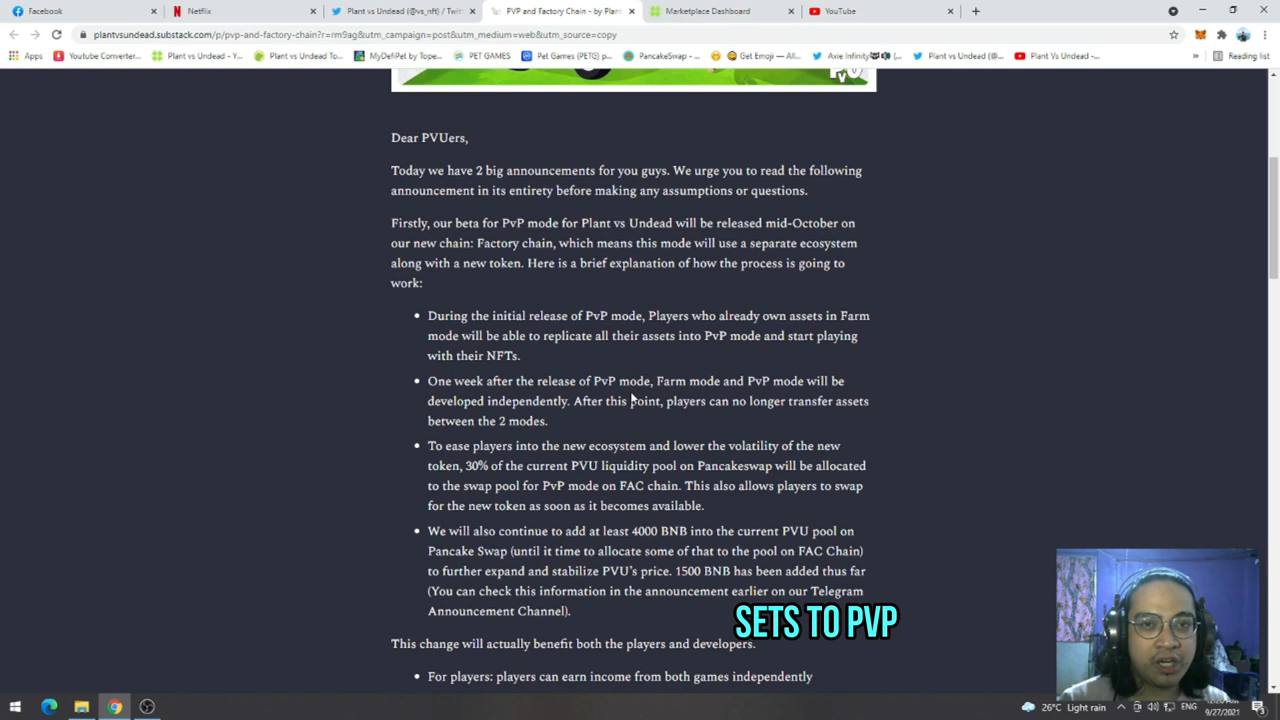 Facebook
Netflix
Plant vs Undead (@vs_nft) / Twitt
PVP and Factory Chain - by Plant
Marketplace Dashboard
YouTube
plantvsundead.substack.com/p/pvp-and-factory-chain?r=rm9ag&utm_campaign=post&utm_medium=web&utm_source=copy
Apps
Youtube Converter...
Plant vs Undead - Y...
Plant vs Undead To...
MyDefiPet by Tope...
PET GAMES
Pet Games (PETG)...
PancakeSwap - ...
Get Emoji — All...
Axie Infinity
Plant vs Undead (@...
Plant Vs Undead -...
»
Reading list
Dear PVUers,
Today we have 2 big announcements for you guys. We urge you to read the following
announcement in its entirety before making any assumptions or questions.
Firstly, our beta for PvP mode for Plant vs Undead will be released mid-October on
our new chain: Factory chain, which means this mode will use a separate ecosystem
along with a new token. Here is a brief explanation of how the process is going to
work:
• During the initial release of PvP mode, Players who already own assets in Farm
mode will be able to replicate all their assets into PvP mode and start playing
with their NFTs.
• One week after the release of PvP mode, Farm mode and PvP mode will be
developed independently. After this point, players can no longer transfer assets
between the 2 modes.
• To ease players into the new ecosystem and lower the volatility of the new
token, 30% of the current PVU liquidity pool on Pancakeswap will be allocated
to the swap pool for PvP mode on FAC chain. This also allows players to swap
for the new token as soon as it becomes available.
• We will also continue to add at least 4000 BNB into the current PVU pool on
Pancake Swap (until it time to allocate some of that to the pool on FAC Chain)
to further expand and stabilize PVU's price. 1500 BNB has been added thus far
(You can check this information in the announcement earlier on our Telegram
Announcement Channel).
SETS TO PVP
This change will actually benefit both the players and developers.
• For players: players can earn income from both games independently
26°C Light rain
ENG
9/27/2021